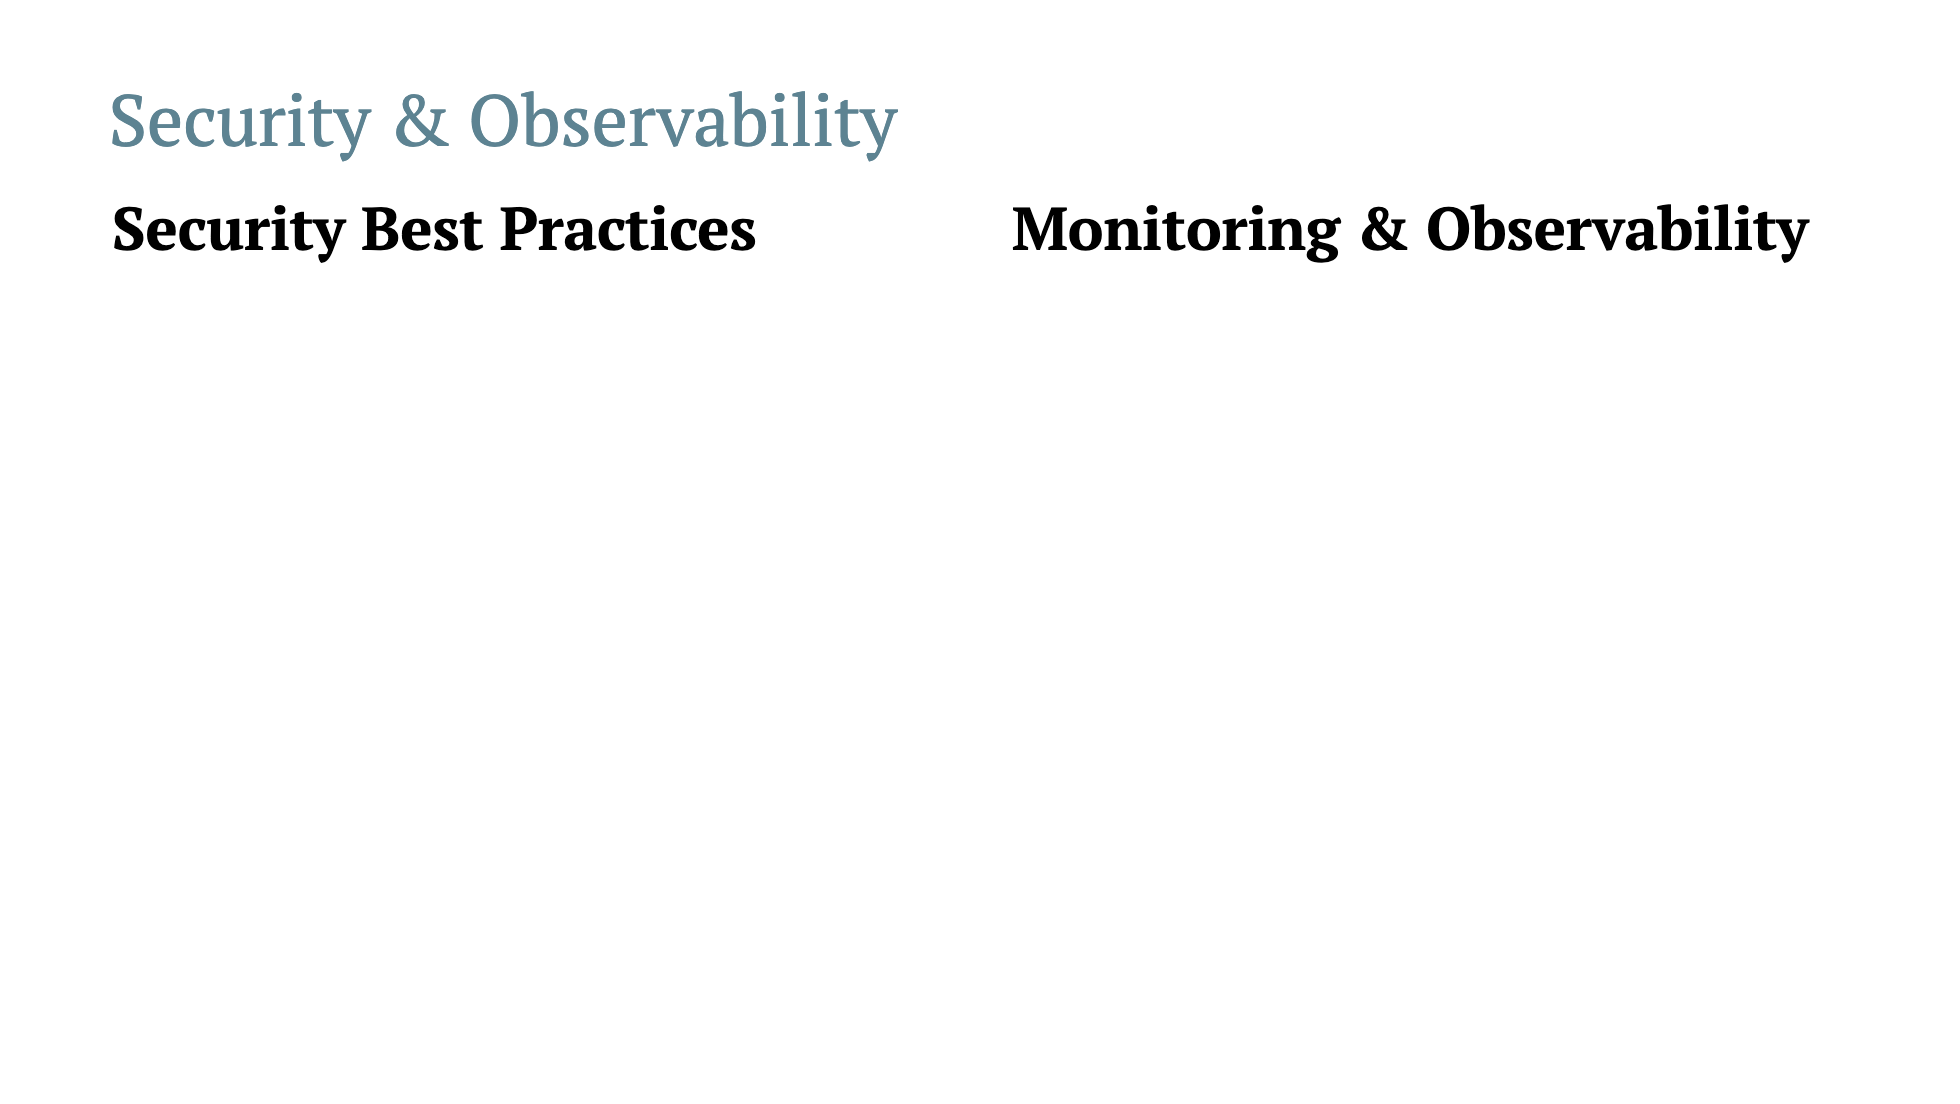 Security & Observability
Security Best Practices
Monitoring & Observability